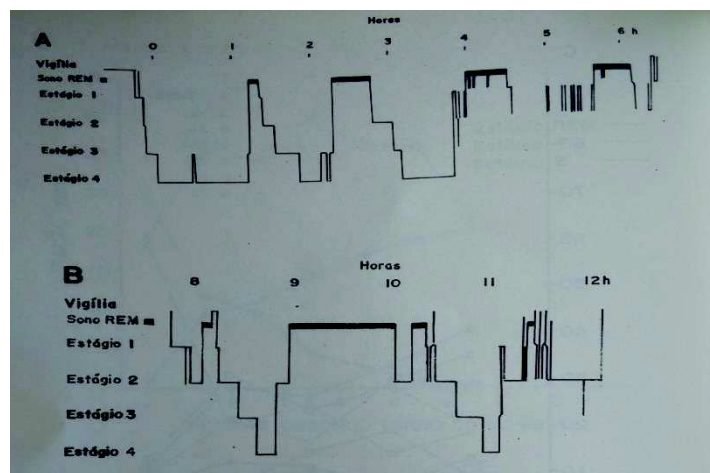 Horas
A
0 1 2 3 4 5 6 h
Vigília
Sono REM
Estágio 1
Estágio 2
Estágio 3
Estágio 4
B
Horas
8 9 10 11 12h
Vigília
Sono REM
Estágio 1
Estágio 2
Estágio 3
Estágio 4